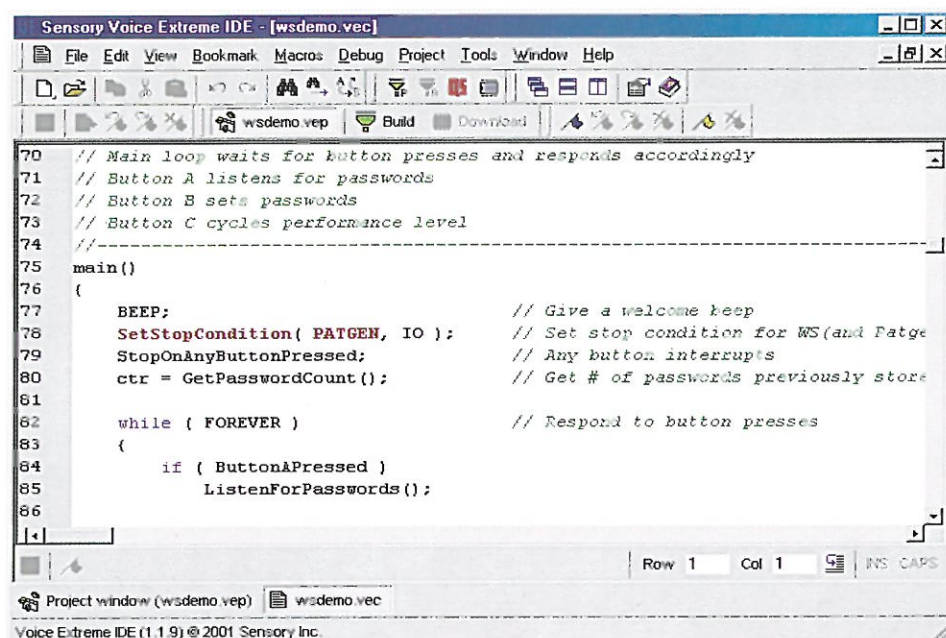 Sensory Voice Extreme IDE - [wsdemo.vec]
File Edit View Bookmark Macros Debug Project Tools Window Help
wsdemo.vep Build Download
70 // Main loop waits for button presses and responds accordingly
71 // Button A listens for passwords
72 // Button B sets passwords
73 // Button C cycles performance level
74 //--------------------------------------------------------------------------------
75 main()
76 {
77 BEEP; // Give a welcome beep
78 SetStopCondition( PATGEN, IO ); // Set stop condition for WS(and Patge
79 StopOnAnyButtonPressed; // Any button interrupts
80 ctr = GetPasswordCount(); // Get # of passwords previously store
81
82 while ( FOREVER ) // Respond to button presses
83 {
84 if ( ButtonAPressed )
85 ListenForPasswords();
86
Row 1 Col 1 INS CAPS
Project window (wsdemo.vep) wsdemo.vec
Voice Extreme IDE (1.1.9) © 2001 Sensory Inc.